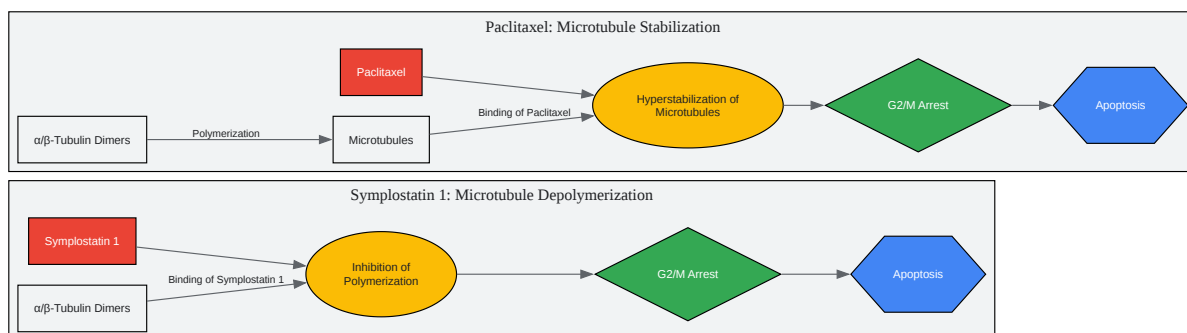 Paclitaxel: Microtubule Stabilization
Paclitaxel
Hyperstabilization of
Microtubules
G2/M Arrest
Apoptosis
Binding of Paclitaxel
α/β-Tubulin Dimers
Polymerization
Microtubules
Symplostatin 1: Microtubule Depolymerization
Symplostatin 1
Inhibition of
Polymerization
G2/M Arrest
Apoptosis
Binding of Symplostatin 1
α/β-Tubulin Dimers